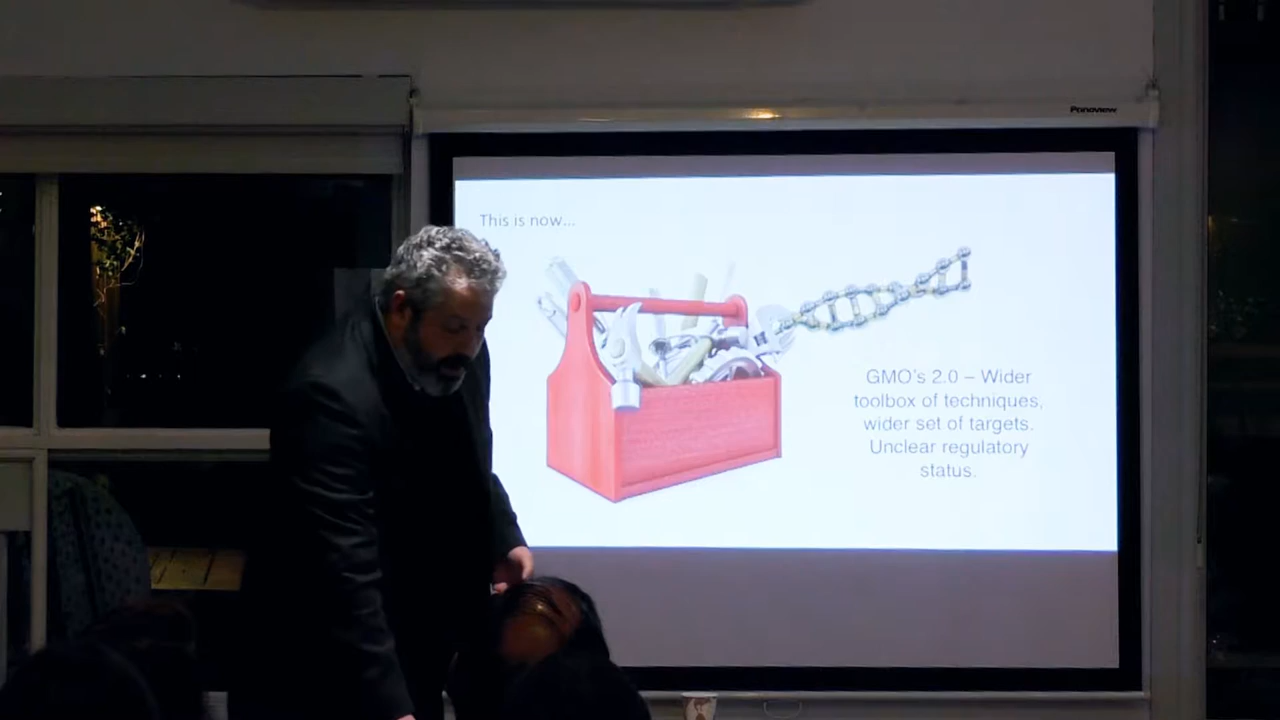 Panaview
This is now...
GMO's 2.0 – Wider
toolbox of techniques,
wider set of targets.
Unclear regulatory
status.